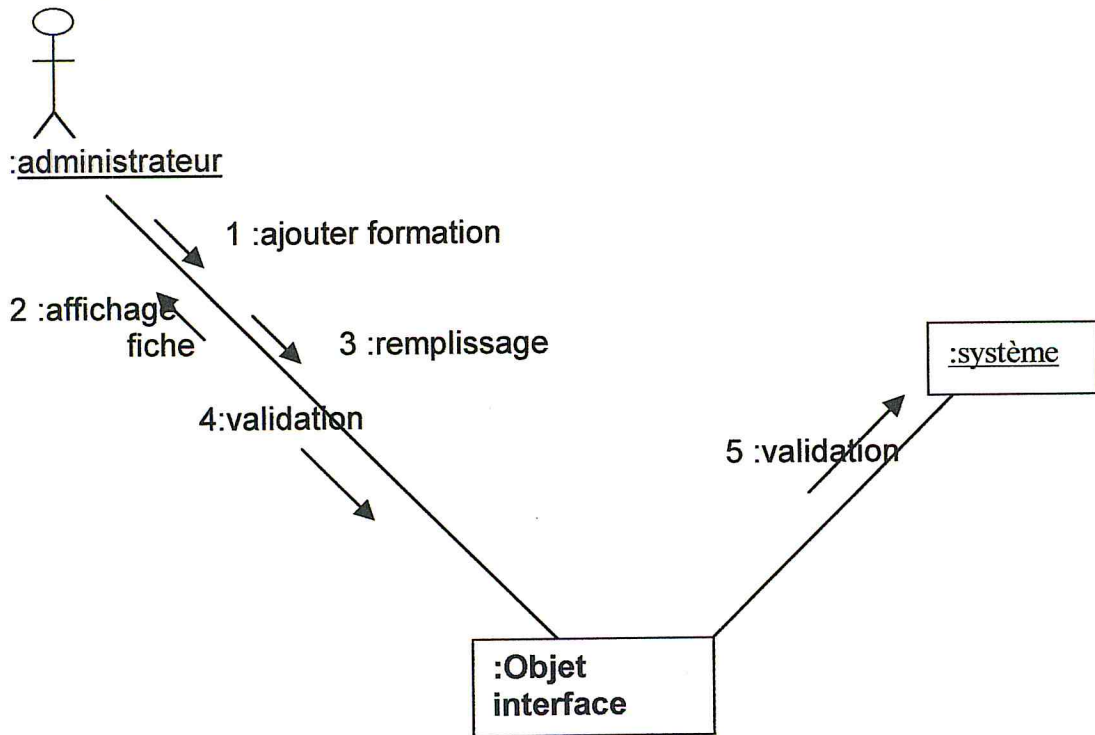 :administrateur
1 :ajouter formation
2 :affichage
fiche
3 :remplissage
:système
4:validation
5 :validation
:Objet
interface